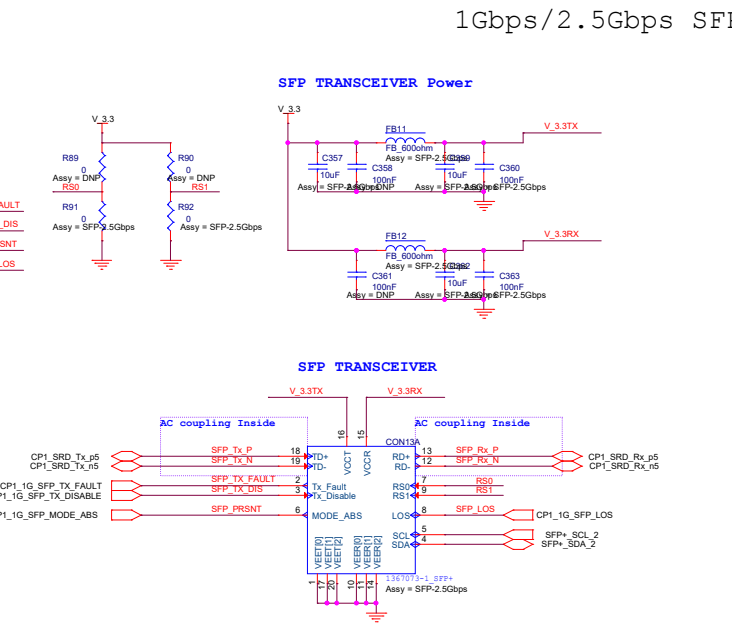 1Gbps/2.5Gbps SF
SFP TRANSCEIVER Power
V_3.3
V_3.3
R89
0
Assy = DNP
R90
0
Assy = DNP
RS0
RS1
R91
0
Assy = SFP-2.5Gbps
R92
0
Assy = SFP-2.5Gbps
AULT
_DIS
SNT
LOS
FB11
FB_600ohm
Assy = SFP-2.5Gbps
V_3.3TX
C357
10uF
C358
100nF
10uF
C360
100nF
FB12
FB_600ohm
V_3.3RX
C361
100nF
Assy = DNP
10uF
C363
100nF
SFP TRANSCEIVER
V_3.3TX
V_3.3RX
AC coupling Inside
AC coupling Inside
16
15
CON13A
VCCT
VCCR
CP1_SRD_Tx_p5
SFP_Tx_P
18
TD+
RD+
13
SFP_Rx_P
CP1_SRD_Rx_p5
CP1_SRD_Tx_n5
SFP_Tx_N
19
TD-
RD-
12
SFP_Rx_N
CP1_SRD_Rx_n5
CP1_1G_SFP_TX_FAULT
SFP_TX_FAULT
2
Tx_Fault
RS0
7
RS0
P1_1G_SFP_TX_DISABLE
SFP_TX_DIS
3
Tx_Disable
RS1
9
RS1
P1_1G_SFP_MODE_ABS
SFP_PRSNT
6
MODE_ABS
LOS
8
SFP_LOS
CP1_1G_SFP_LOS
SCL
5
SFP+_SCL_2
SDA
4
SFP+_SDA_2
VEET[0]
VEET[1]
VEET[2]
VEER[0]
VEER[1]
VEER[2]
1
17
20
10
11
14
1367073-1_SFP+
Assy = SFP-2.5Gbps